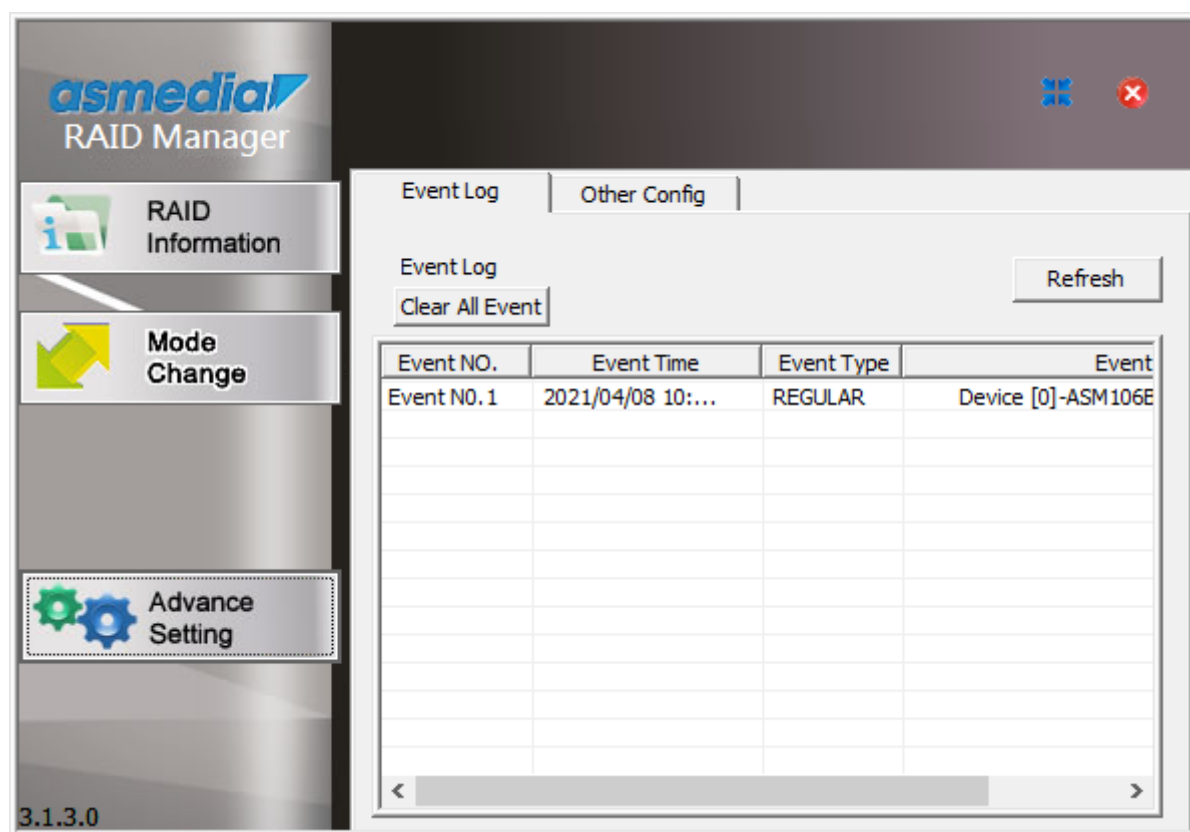 asmedia
RAID Manager
RAID
Information
Mode
Change
Advance
Setting
3.1.3.0
Event Log Other Config
Event Log
Clear All Event
Refresh
Event NO. Event Time Event Type Event
Event N0.1 2021/04/08 10:... REGULAR Device [0]-ASM106